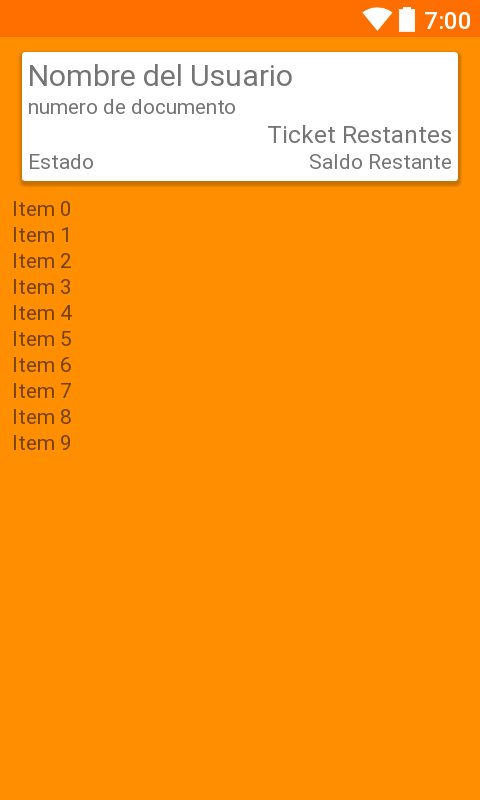 7:00
Nombre del Usuario
numero de documento
Ticket Restantes
Estado Saldo Restante
Item 0
Item 1
Item 2
Item 3
Item 4
Item 5
Item 6
Item 7
Item 8
Item 9